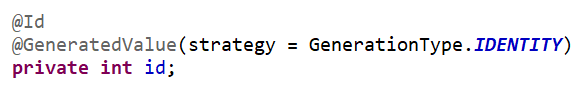 @Id
@GeneratedValue(strategy = GenerationType.IDENTITY)
private int id;